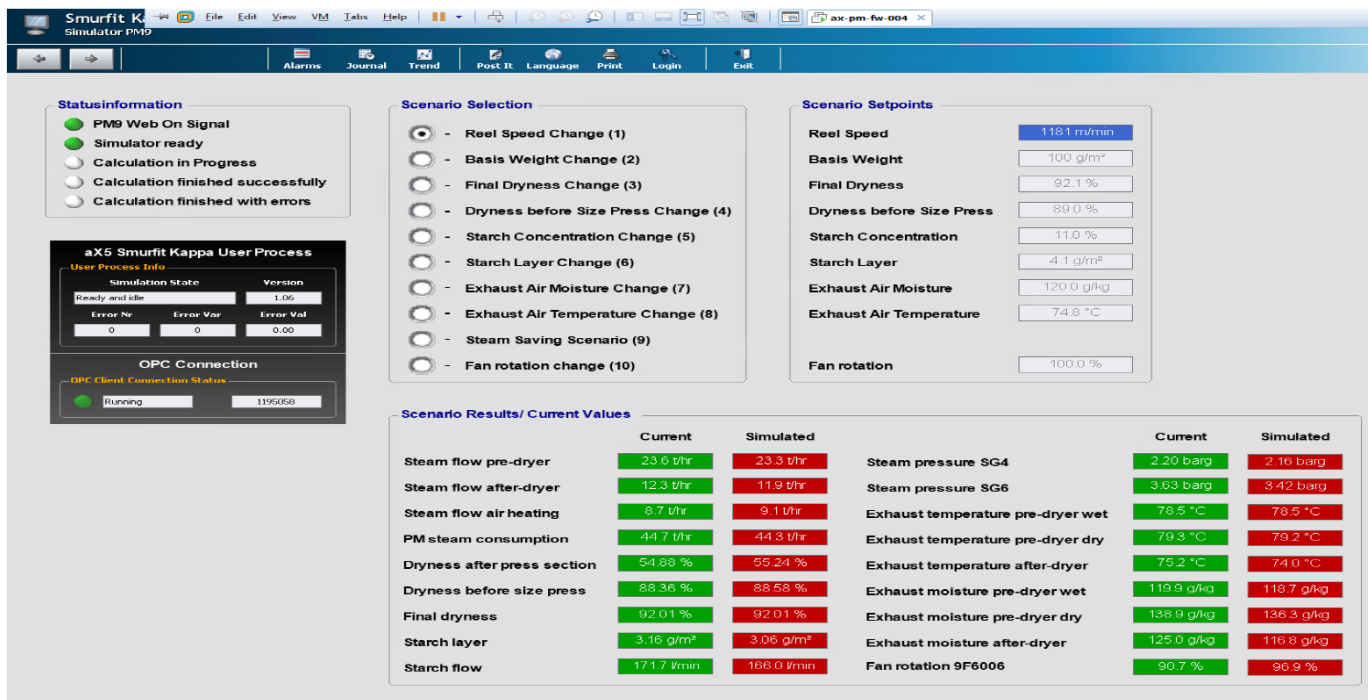 Smurfit K
File Edit View VM Tabs Help
ax-pm-fw-004
Simulator PM9
Alarms Journal Trend Post It Language Print Login Exit
Statusinformation
PM9 Web On Signal
Simulator ready
Calculation in Progress
Calculation finished successfully
Calculation finished with errors
aX5 Smurfit Kappa User Process
User Process Info
Simulation State Version
Ready and idle 1.06
Error Nr Error Var Error Val
0 0 0.00
OPC Connection
OPC Client Connection Status
Running 1195058
Scenario Selection
- Reel Speed Change (1)
- Basis Weight Change (2)
- Final Dryness Change (3)
- Dryness before Size Press Change (4)
- Starch Concentration Change (5)
- Starch Layer Change (6)
- Exhaust Air Moisture Change (7)
- Exhaust Air Temperature Change (8)
- Steam Saving Scenario (9)
- Fan rotation change (10)
Scenario Setpoints
Reel Speed 1181 m/min
Basis Weight 100 g/m²
Final Dryness 92.1 %
Dryness before Size Press 89.0 %
Starch Concentration 11.0 %
Starch Layer 4.1 g/m²
Exhaust Air Moisture 120.0 g/kg
Exhaust Air Temperature 74.8 °C
Fan rotation 100.0 %
Scenario Results/ Current Values
Current Simulated
Steam flow pre-dryer 23.6 t/hr 23.3 t/hr
Steam flow after-dryer 12.3 t/hr 11.9 t/hr
Steam flow air heating 8.7 t/hr 9.1 t/hr
PM steam consumption 44.7 t/hr 44.3 t/hr
Dryness after press section 54.88 % 55.24 %
Dryness before size press 88.36 % 88.58 %
Final dryness 92.01 % 92.01 %
Starch layer 3.16 g/m² 3.06 g/m²
Starch flow 171.7 l/min 166.0 l/min
Current Simulated
Steam pressure SG4 2.20 barg 2.16 barg
Steam pressure SG6 3.63 barg 3.42 barg
Exhaust temperature pre-dryer wet 78.5 °C 78.5 °C
Exhaust temperature pre-dryer dry 79.3 °C 79.2 °C
Exhaust temperature after-dryer 75.2 °C 74.0 °C
Exhaust moisture pre-dryer wet 119.9 g/kg 118.7 g/kg
Exhaust moisture pre-dryer dry 138.9 g/kg 136.3 g/kg
Exhaust moisture after-dryer 125.0 g/kg 116.8 g/kg
Fan rotation 9F6006 90.7 % 96.9 %